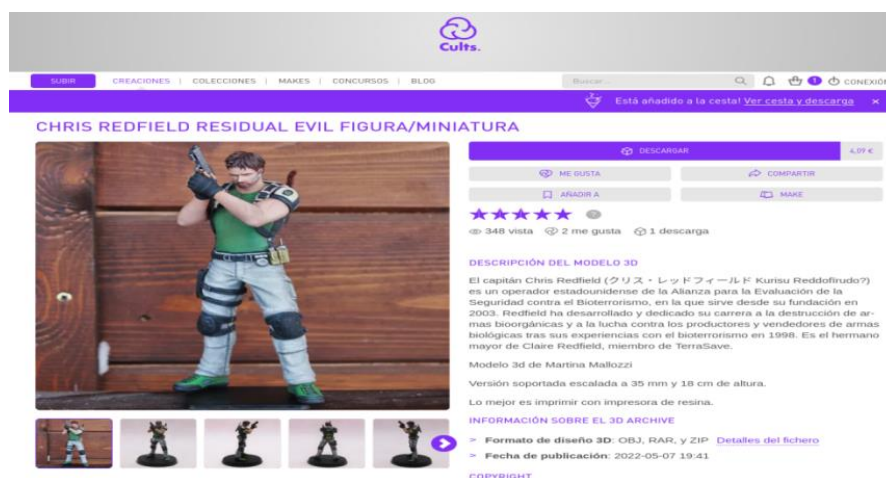 Cults.
SUBIR
CREACIONES | COLECCIONES | MAKES | CONCURSOS | BLOG
Buscar...
1
CONEXIÓN
Está añadido a la cesta! Ver cesta y descarga ×
CHRIS REDFIELD RESIDUAL EVIL FIGURA/MINIATURA
DESCARGAR
4,09 €
ME GUSTA
COMPARTIR
AÑADIR A
MAKE
348 vista 2 me gusta 1 descarga
DESCRIPCIÓN DEL MODELO 3D
El capitán Chris Redfield (クリス・レッドフィールド Kurisu Reddofīrudo?)
es un operador estadounidense de la Alianza para la Evaluación de la
Seguridad contra el Bioterrorismo, en la que sirve desde su fundación en
2003. Redfield ha desarrollado y dedicado su carrera a la destrucción de ar-
mas bioorgánicas y a la lucha contra los productores y vendedores de armas
biológicas tras sus experiencias con el bioterrorismo en 1998. Es el hermano
mayor de Claire Redfield, miembro de TerraSave.
Modelo 3d de Martina Mallozzi
Versión soportada escalada a 35 mm y 18 cm de altura.
Lo mejor es imprimir con impresora de resina.
INFORMACIÓN SOBRE EL 3D ARCHIVE
> Formato de diseño 3D: OBJ, RAR, y ZIP Detalles del fichero
> Fecha de publicación: 2022-05-07 19:41
COPYRIGHT